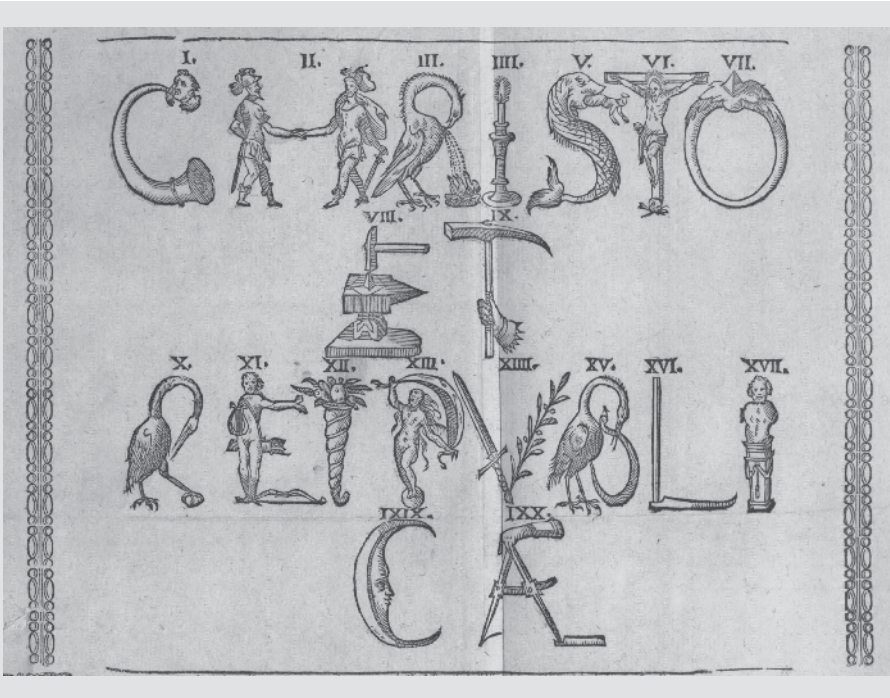 I. II. III. IIII. V. VI. VII.
CHRISTO
VIII. IX.
ET
X. XI. XII. XIII. XIIII. XV. XVI. XVII.
REIPVBLI
IXIX. IXX.
CÆ